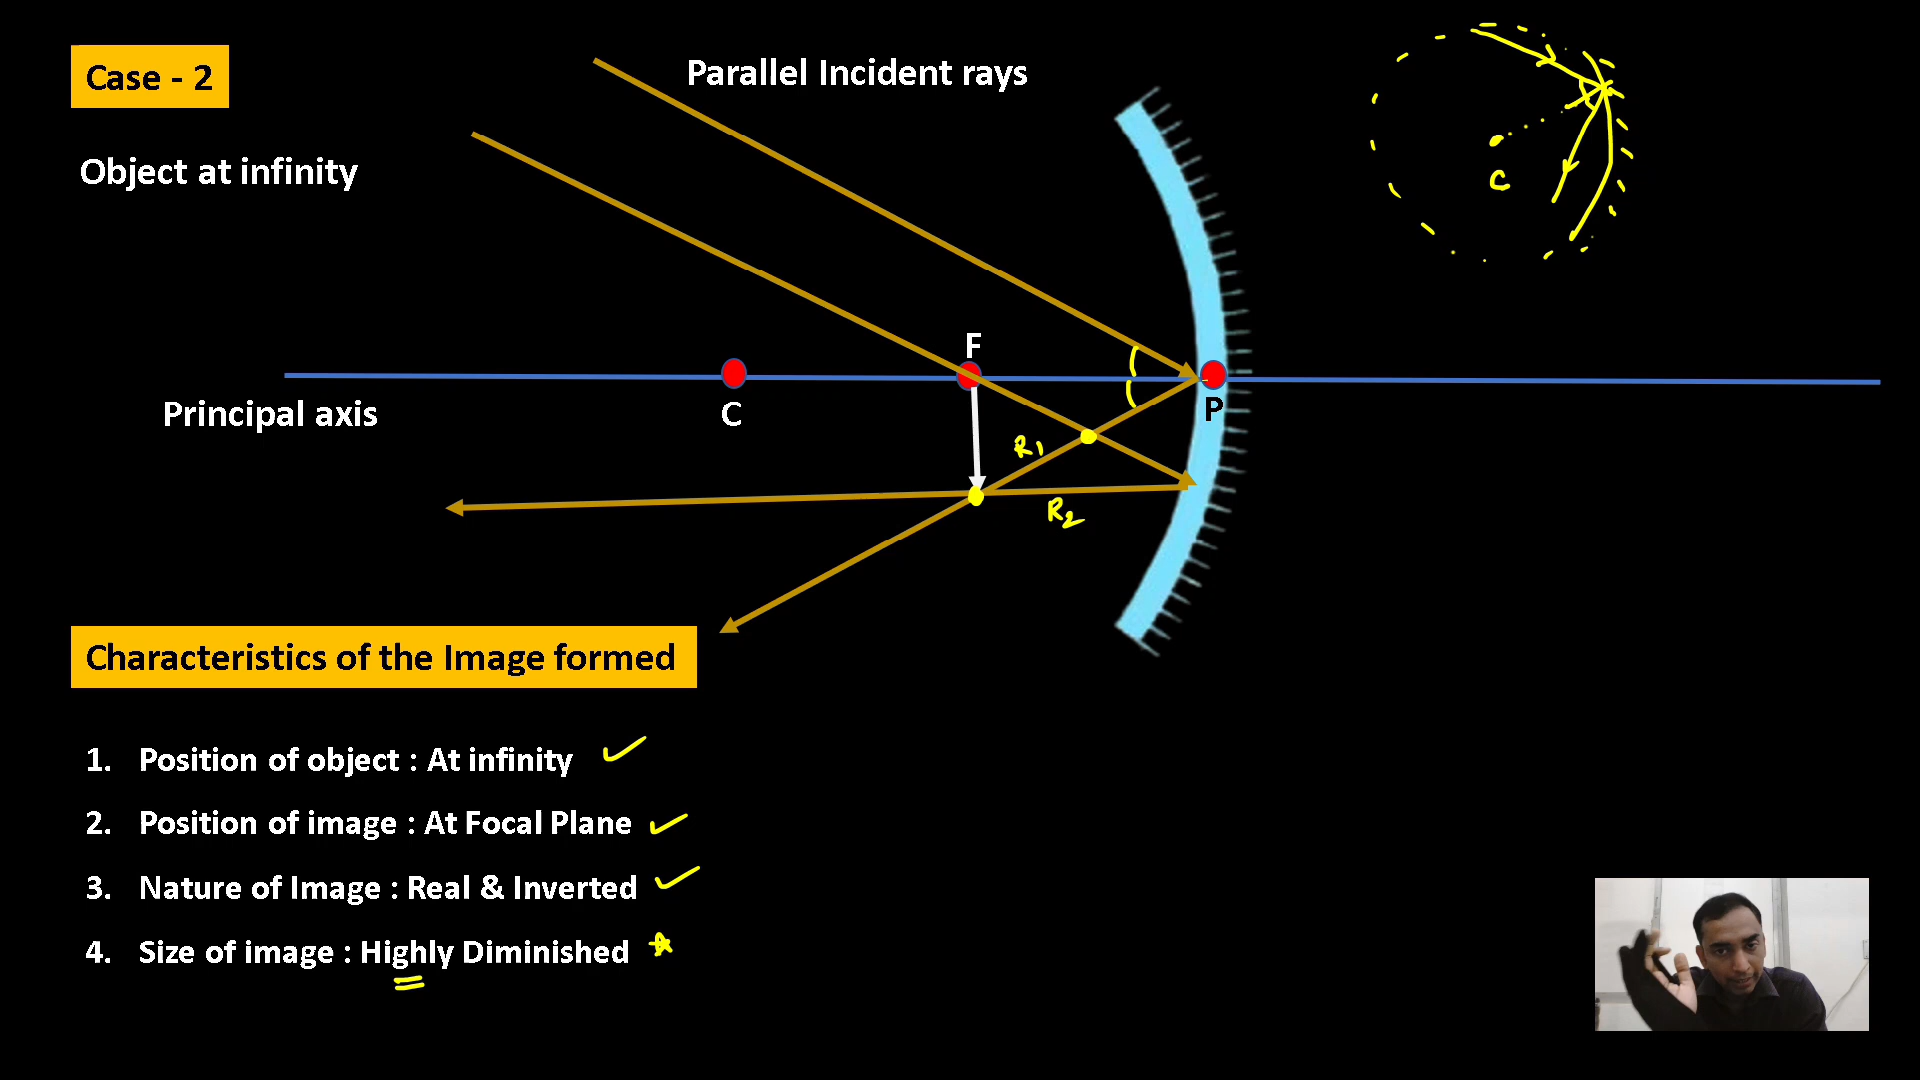 Case - 2
Parallel Incident rays
Object at infinity
C
F
Principal axis
C
P
R1
R2
Characteristics of the Image formed
1. Position of object : At infinity
2. Position of image : At Focal Plane
3. Nature of Image : Real & Inverted
4. Size of image : Highly Diminished